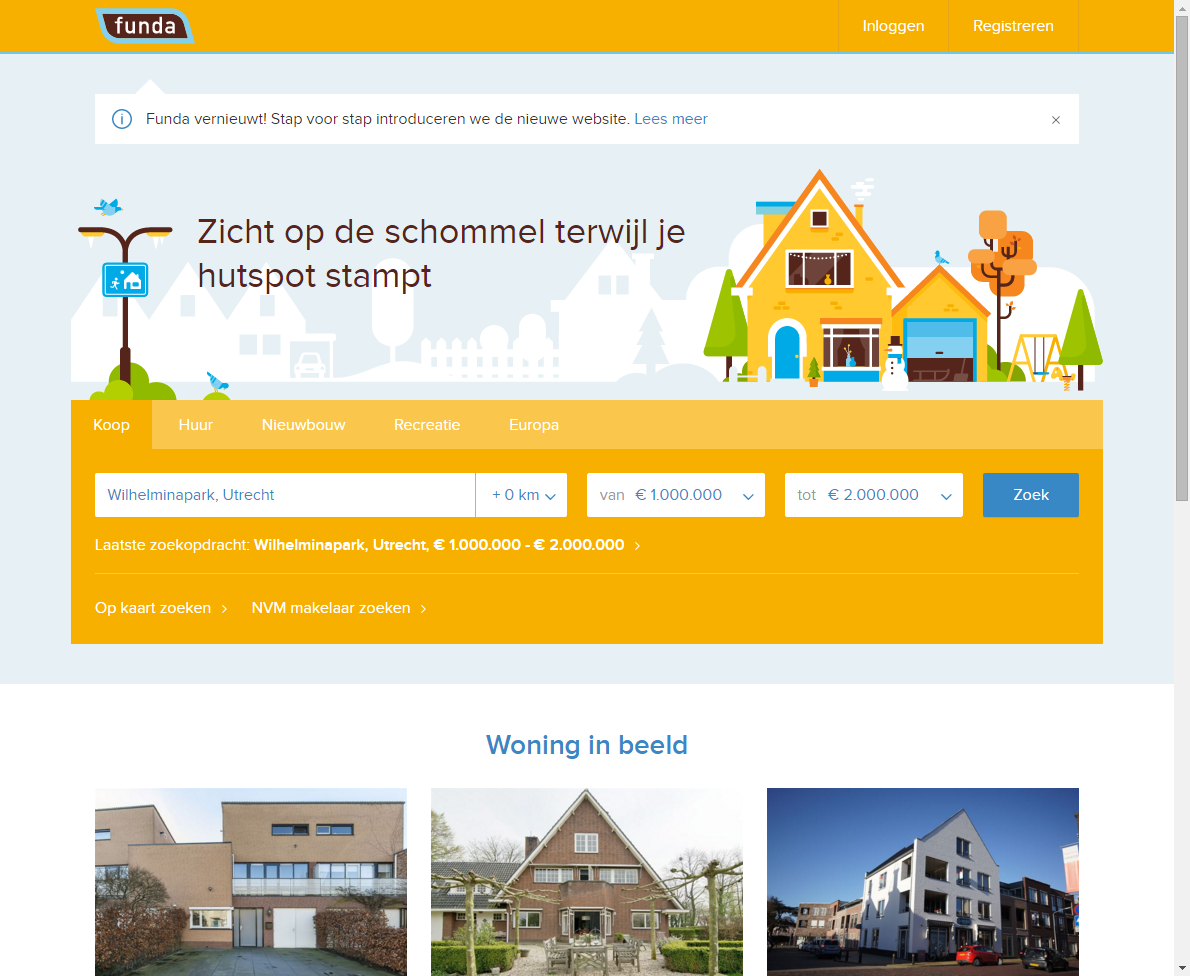 funda
Inloggen
Registreren
Funda vernieuwt! Stap voor stap introduceren we de nieuwe website. Lees meer
Zicht op de schommel terwijl je
hutspot stampt
Koop
Huur
Nieuwbouw
Recreatie
Europa
Wilhelminapark, Utrecht
+ 0 km
van € 1.000.000
tot € 2.000.000
Zoek
Laatste zoekopdracht: Wilhelminapark, Utrecht, € 1.000.000 - € 2.000.000
Op kaart zoeken
NVM makelaar zoeken
Woning in beeld